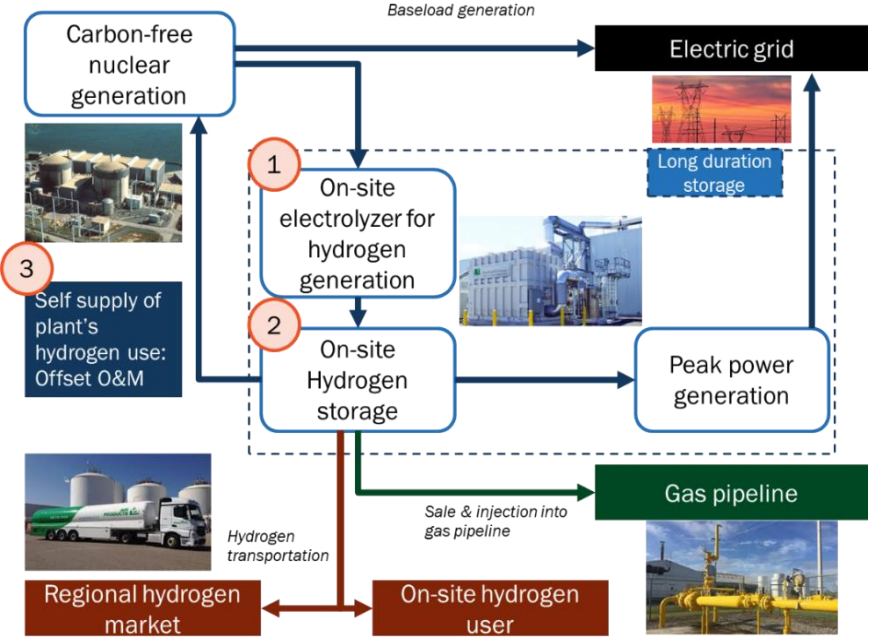 Baseload generation
Carbon-free
nuclear
generation
Electric grid
1
On-site
electrolyzer for
hydrogen
generation
Long duration
storage
3
Self supply of
plant's
hydrogen use:
Offset O&M
2
On-site
Hydrogen
storage
Peak power
generation
Gas pipeline
Sale & injection into
gas pipeline
Hydrogen
transportation
Regional hydrogen
market
On-site hydrogen
user